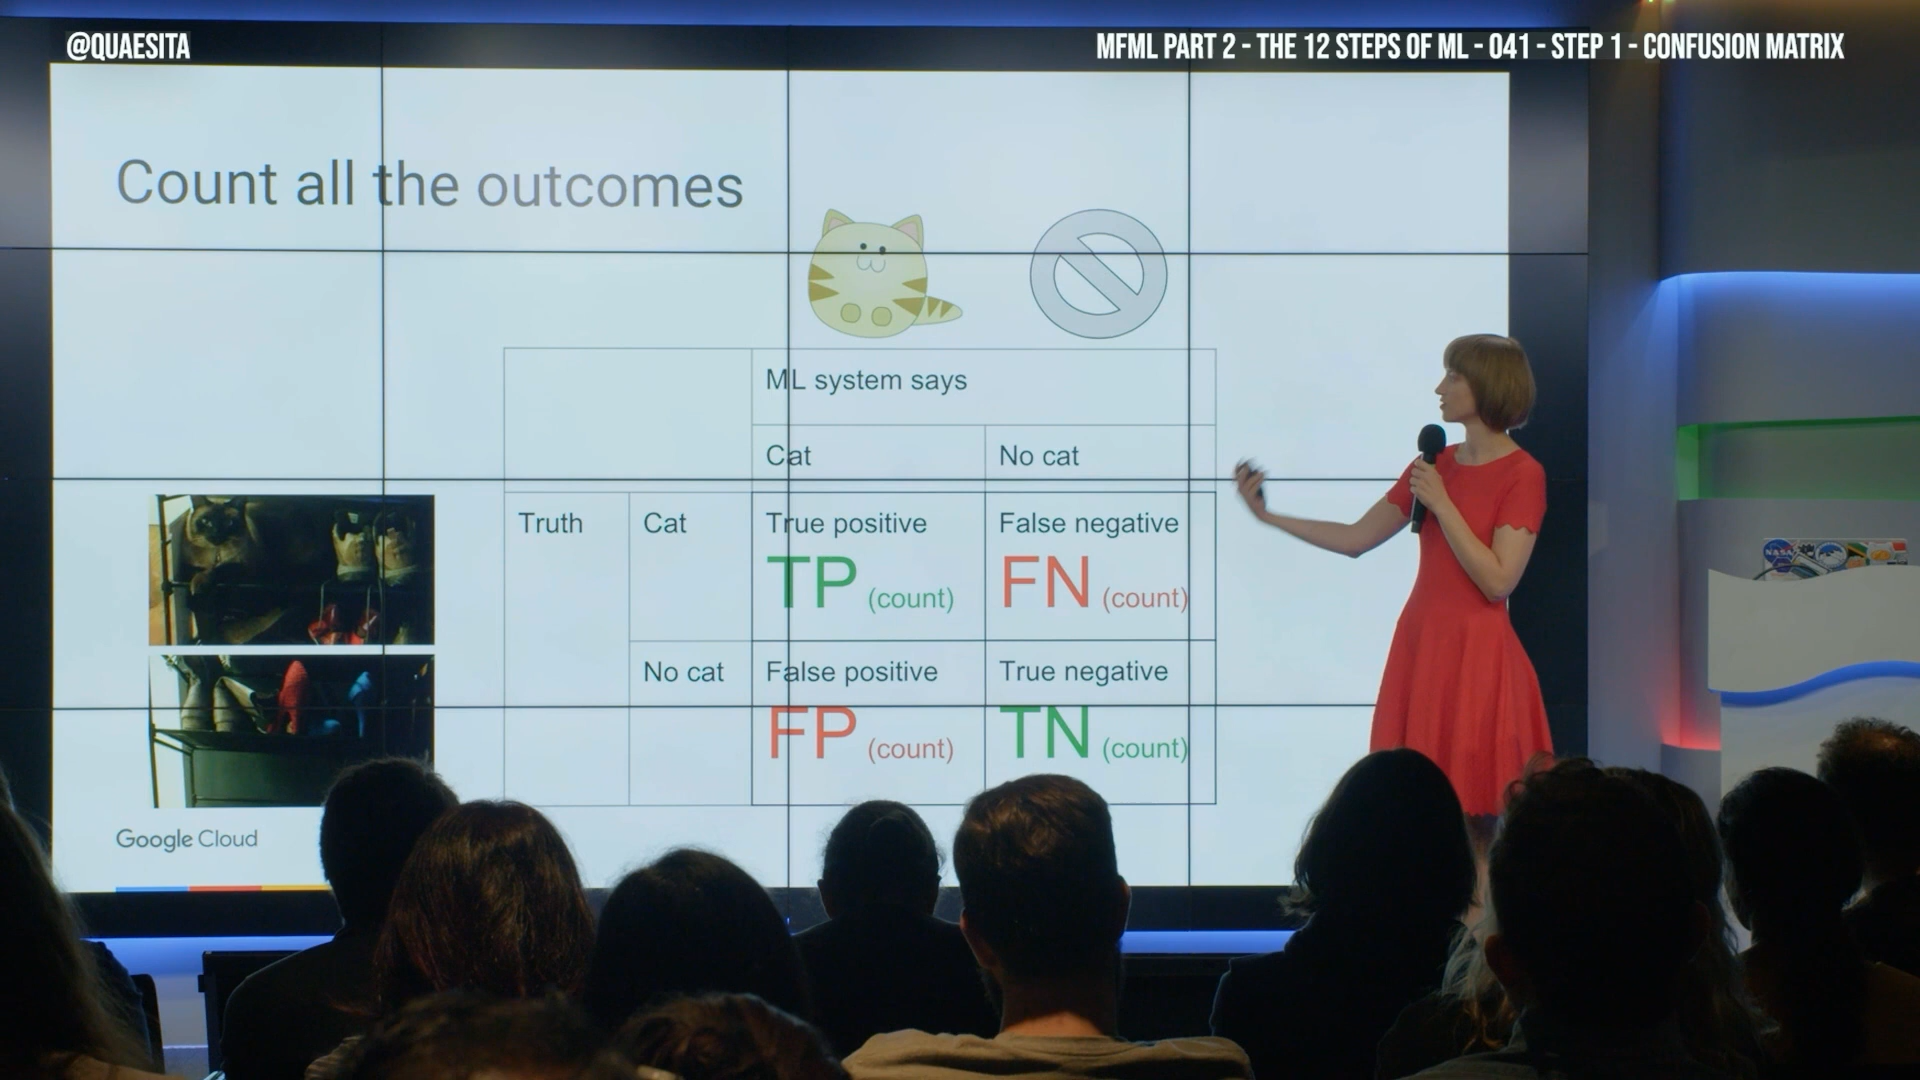 @QUAESITA
MFML PART 2 - THE 12 STEPS OF ML - 041 - STEP 1 - CONFUSION MATRIX
Count all the outcomes
ML system says
Cat
No cat
Truth
Cat
True positive
TP (count)
False negative
FN (count)
No cat
False positive
FP (count)
True negative
TN (count)
Google Cloud
NASA